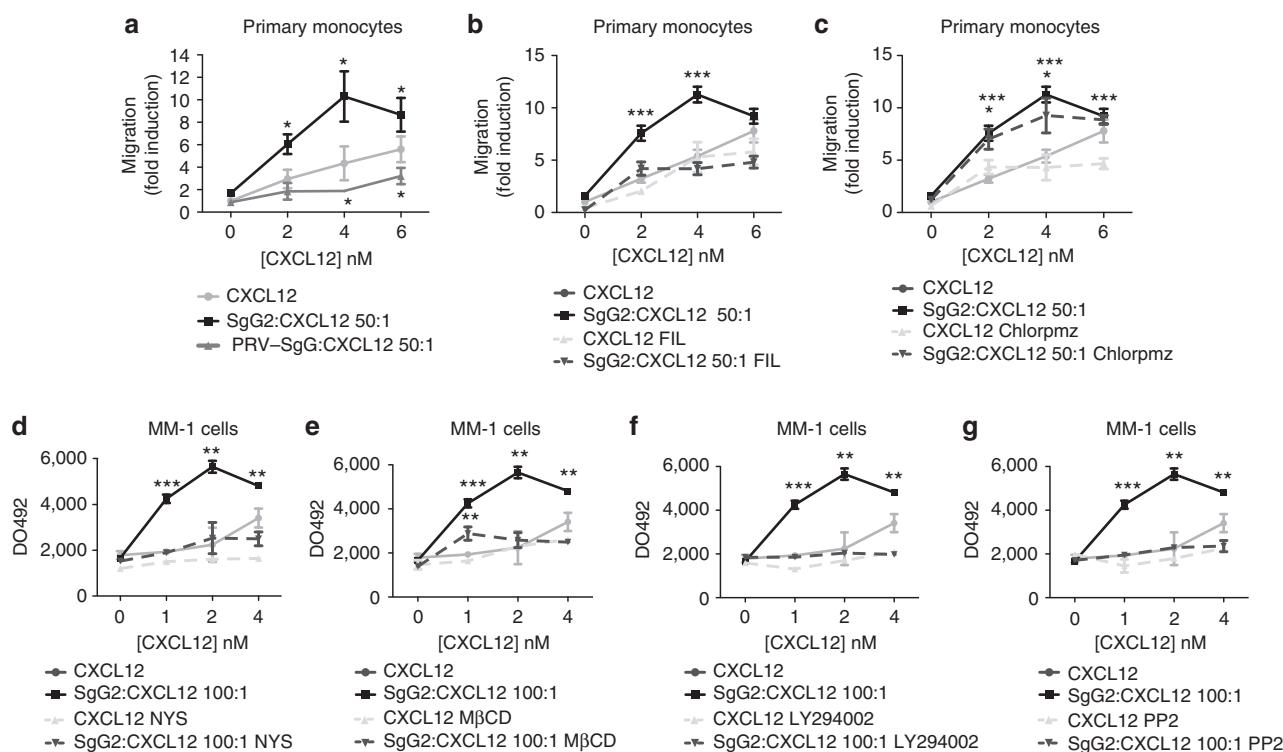 a
Primary monocytes
Migration
(fold induction)
14
12
10
8
6
4
2
0
* * * * *
0 2 4 6
[CXCL12] nM
CXCL12
SgG2:CXCL12 50:1
PRV–SgG:CXCL12 50:1
b
Primary monocytes
Migration
(fold induction)
15
10
5
0
*** ***
0 2 4 6
[CXCL12] nM
CXCL12
SgG2:CXCL12 50:1
CXCL12 FIL
SgG2:CXCL12 50:1 FIL
c
Primary monocytes
Migration
(fold induction)
15
10
5
0
*** *** ***
* *
0 2 4 6
[CXCL12] nM
CXCL12
SgG2:CXCL12 50:1
CXCL12 Chlorpmz
SgG2:CXCL12 50:1 Chlorpmz
d
MM-1 cells
DO492
6,000
4,000
2,000
0
*** ** **
0 1 2 4
[CXCL12] nM
CXCL12
SgG2:CXCL12 100:1
CXCL12 NYS
SgG2:CXCL12 100:1 NYS
e
MM-1 cells
DO492
6,000
4,000
2,000
0
*** ** **
**
0 1 2 4
[CXCL12] nM
CXCL12
SgG2:CXCL12 100:1
CXCL12 MβCD
SgG2:CXCL12 100:1 MβCD
f
MM-1 cells
DO492
6,000
4,000
2,000
0
*** ** **
0 1 2 4
[CXCL12] nM
CXCL12
SgG2:CXCL12 100:1
CXCL12 LY294002
SgG2:CXCL12 100:1 LY294002
g
MM-1 cells
DO492
6,000
4,000
2,000
0
*** ** **
0 1 2 4
[CXCL12] nM
CXCL12
SgG2:CXCL12 100:1
CXCL12 PP2
SgG2:CXCL12 100:1 PP2